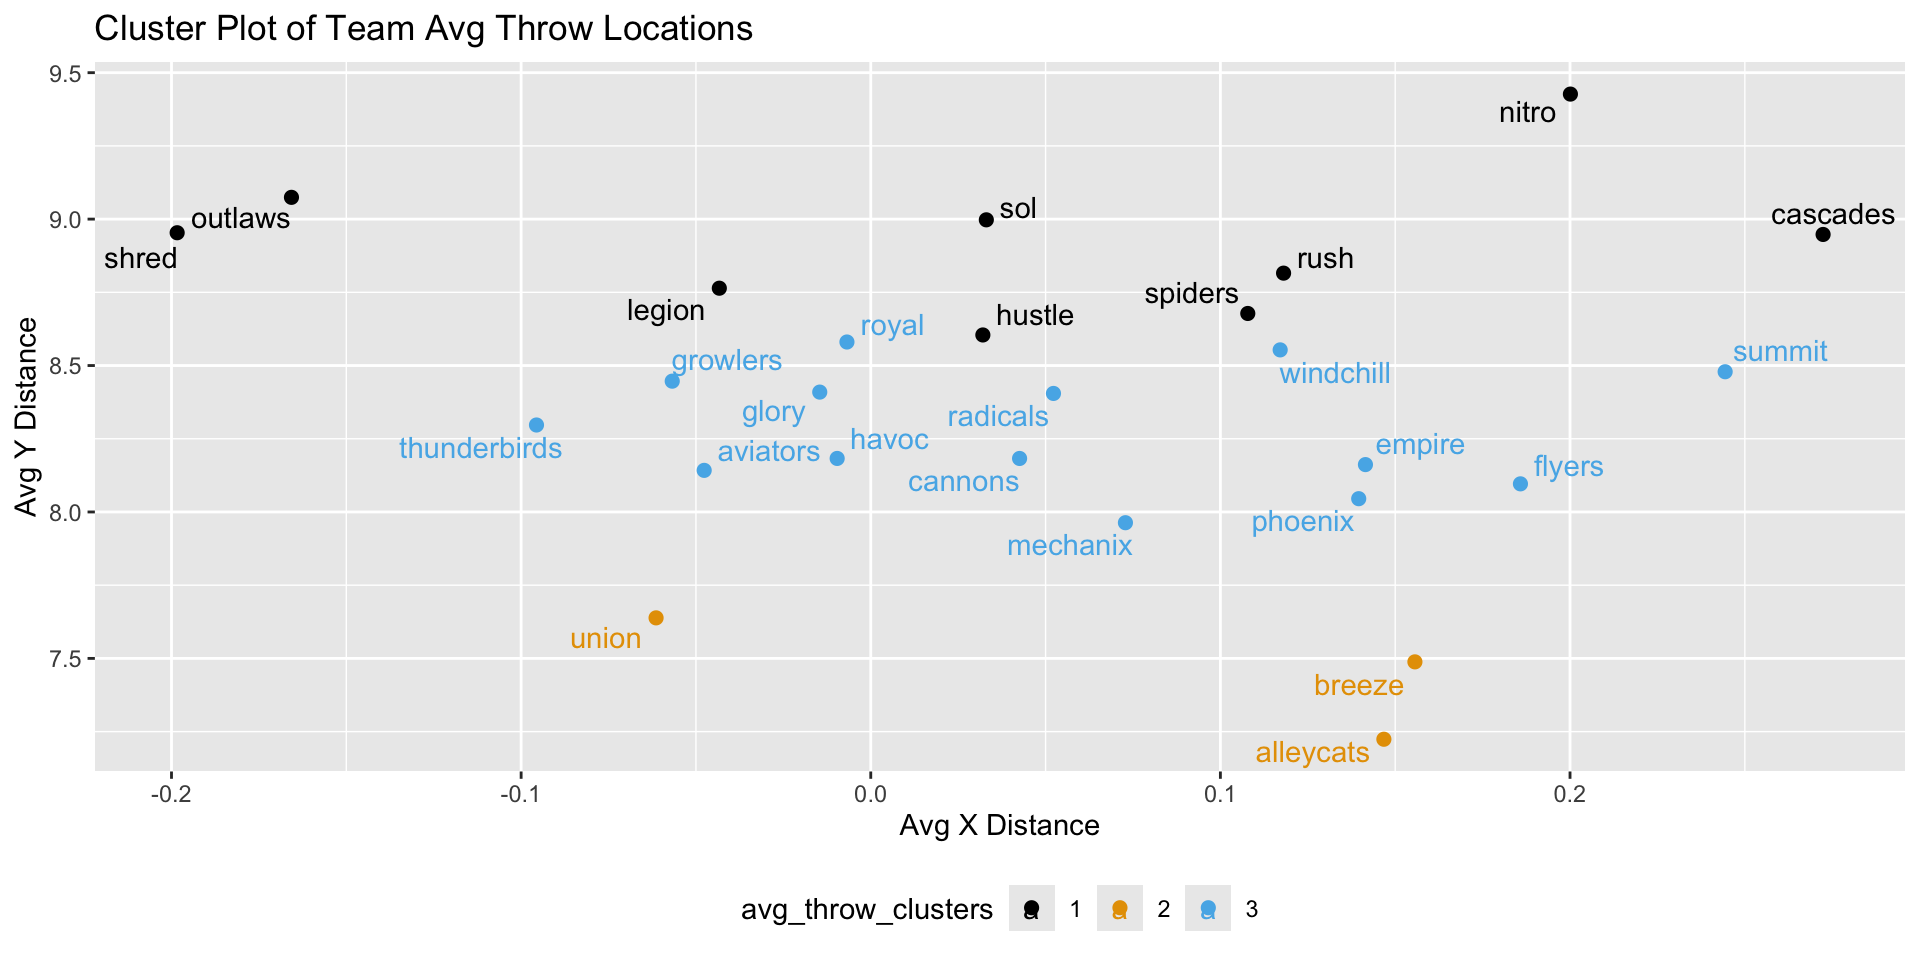 Cluster Plot of Team Avg Throw Locations
9.5
nitro
9.0
outlaws
sol
cascades
shred
rush
spiders
legion
hustle
royal
8.5
growlers
windchill
summit
glory
radicals
thunderbirds
aviators
havoc
empire
cannons
flyers
8.0
phoenix
mechanix
union
7.5
breeze
alleycats
Avg Y Distance
-0.2
-0.1
0.0
0.1
0.2
Avg X Distance
avg_throw_clusters
a 1 a 2 a 3